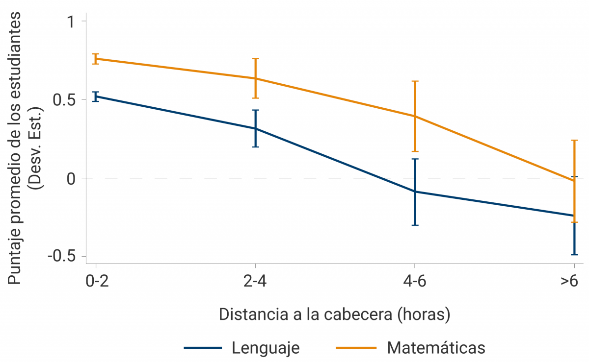 Puntaje promedio de los estudiantes
(Desv. Est.)
1
0.5
0
-0.5
0-2
2-4
4-6
>6
Distancia a la cabecera (horas)
Lenguaje
Matemáticas